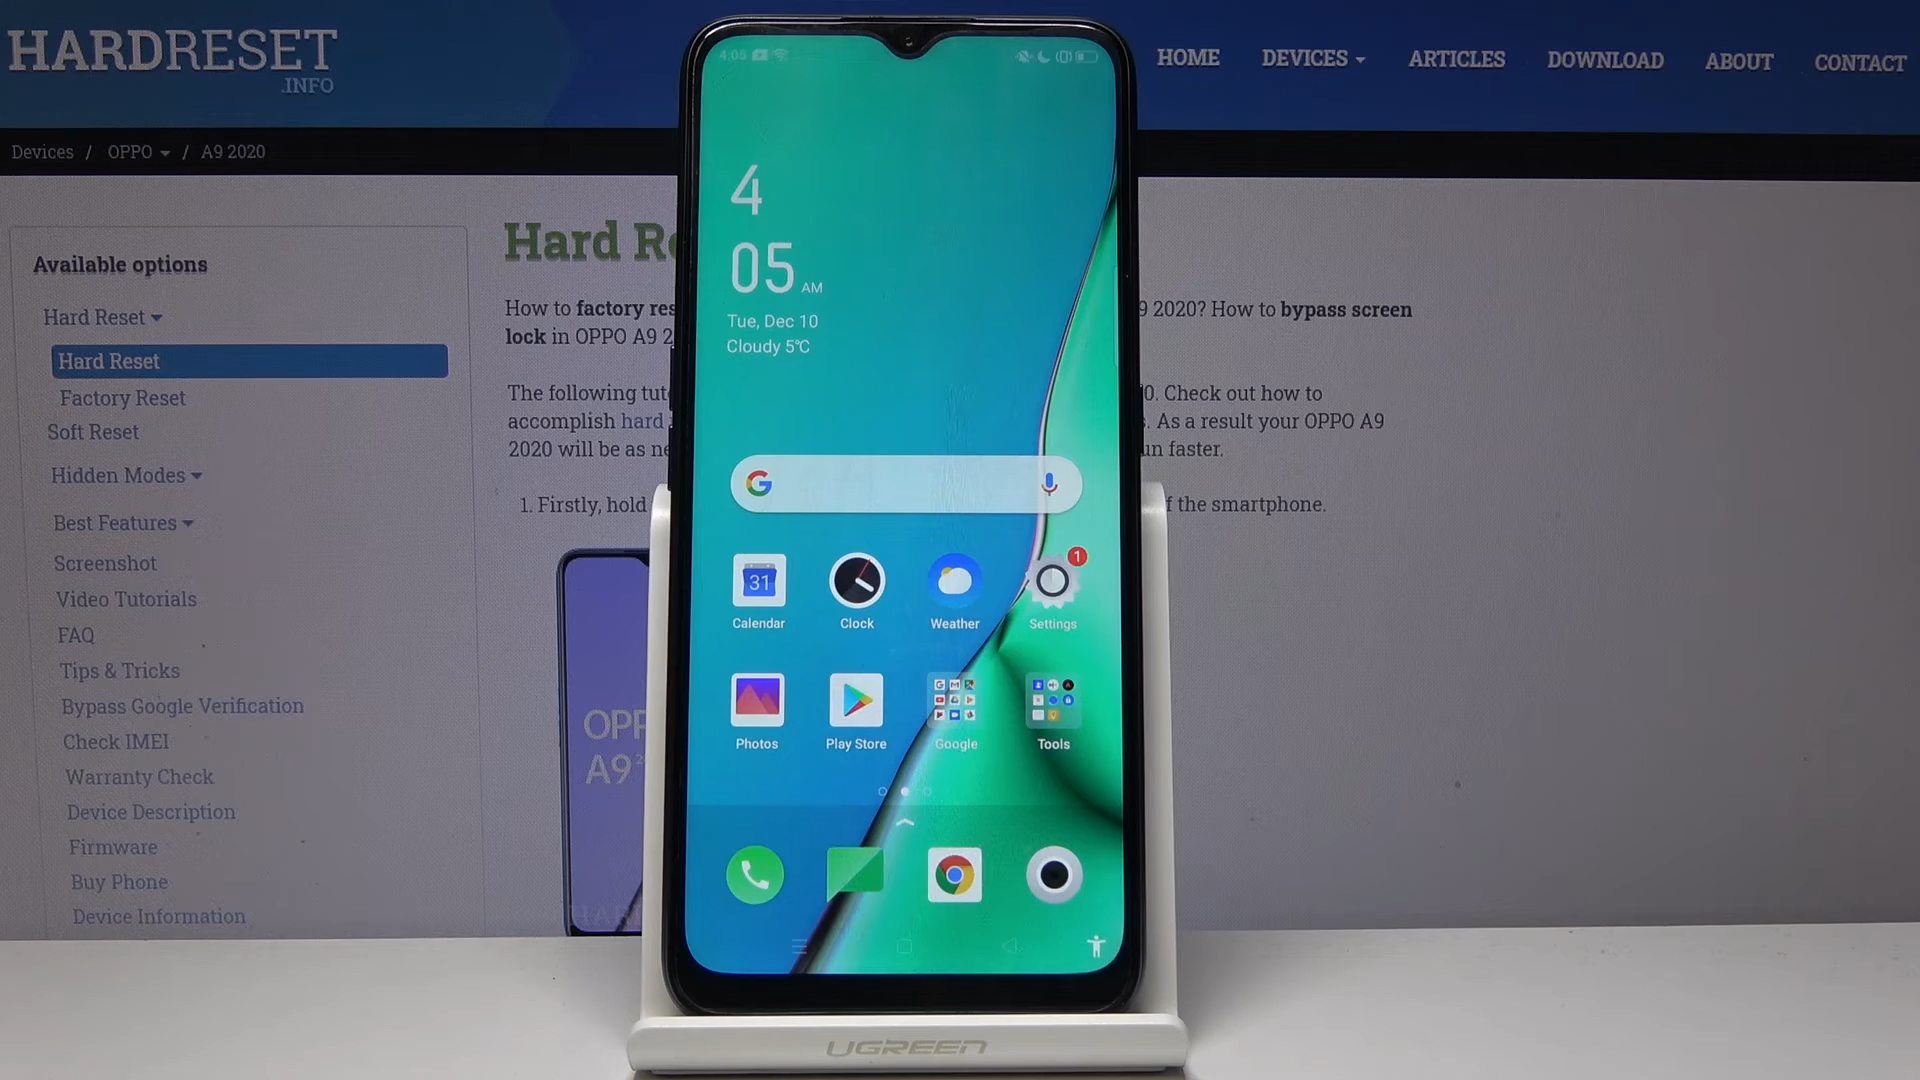 HARDRESET
.INFO
HOME DEVICES ARTICLES DOWNLOAD ABOUT CONTACT
Devices / OPPO / A9 2020
Available options
Hard Reset
Hard Reset
Factory Reset
Soft Reset
Hidden Modes
Best Features
Screenshot
Video Tutorials
FAQ
Tips & Tricks
Bypass Google Verification
Check IMEI
Warranty Check
Device Description
Firmware
Buy Phone
Device Information
Hard Re
How to factory res 9 2020? How to bypass screen
lock in OPPO A9 2
The following tut 0. Check out how to
accomplish hard . As a result your OPPO A9
2020 will be as ne un faster.
1. Firstly, hold f the smartphone.
OPP
A9
4:05
4
05 AM
Tue, Dec 10
Cloudy 5°C
31
1
Calendar Clock Weather Settings
Photos Play Store Google Tools
UGREEN